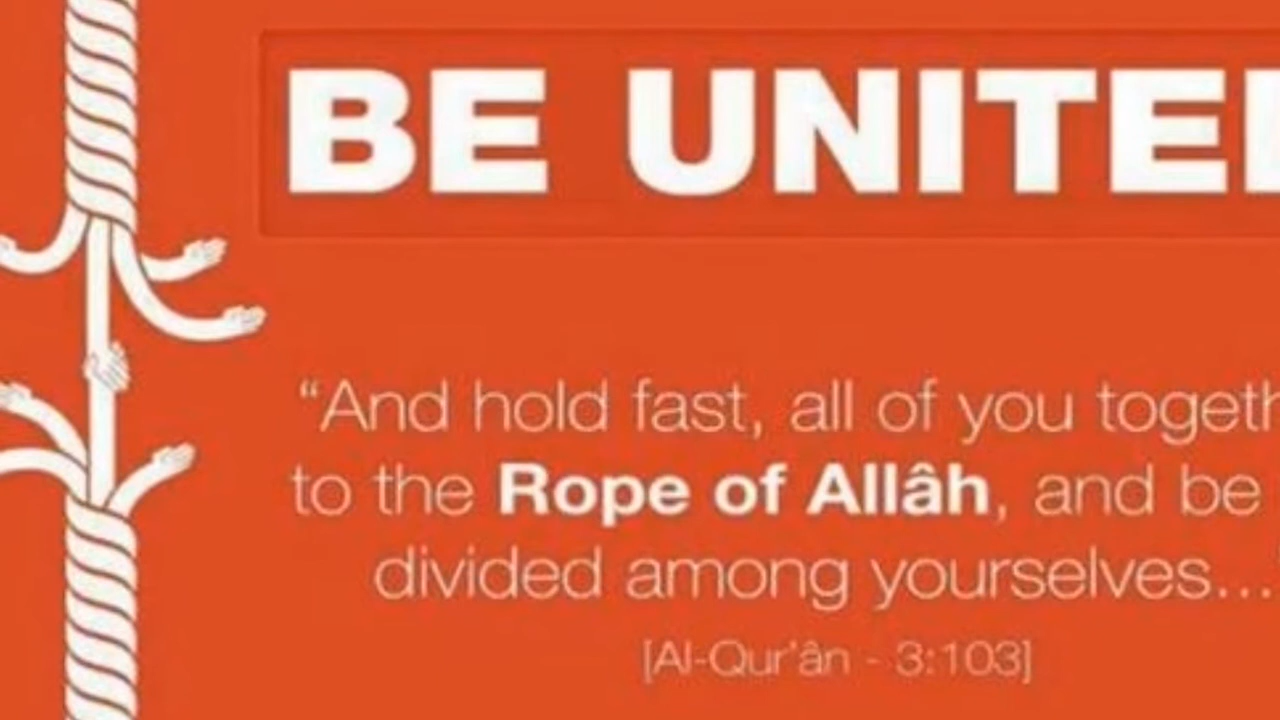 BE UNITE
“And hold fast, all of you togeth
to the Rope of Allâh, and be
divided among yourselves...
[Al-Qur’ân - 3:103]